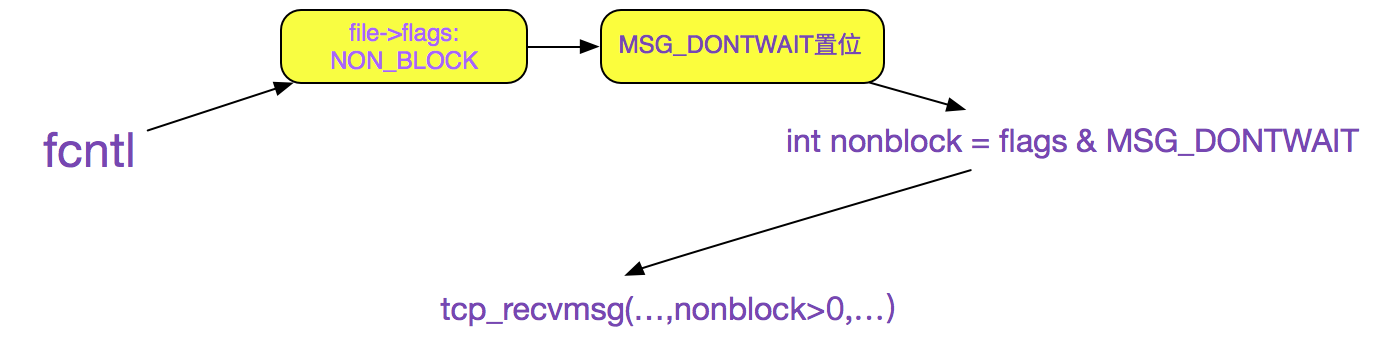 file->flags:
NON_BLOCK
MSG_DONTWAIT置位
fcntl
int nonblock = flags & MSG_DONTWAIT
tcp_recvmsg(…,nonblock>0,…)